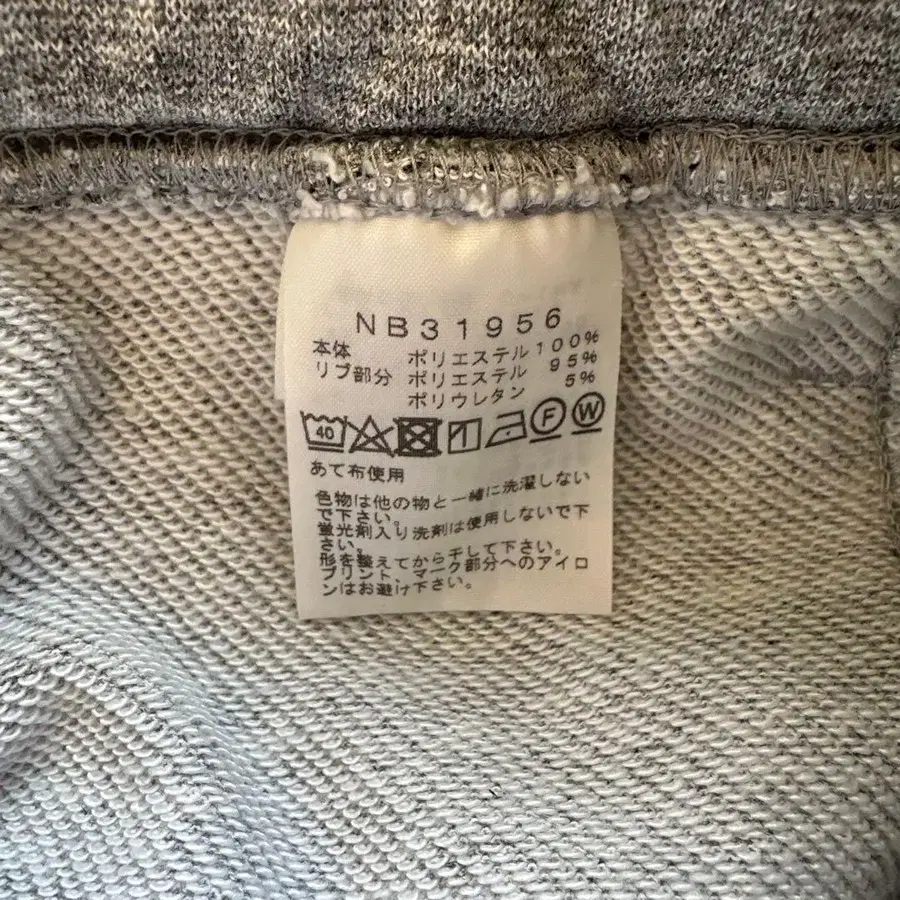 NB31956
本体 ポリエステル100%
リブ部分 ポリエステル 95%
ポリウレタン 5%
40 F W
あて布使用
色物は他の物と一緒に洗濯しない
で下さい。
蛍光剤入り洗剤は使用しないで下
さい。
形を整えてから干して下さい。
プリント、マーク部分へのアイロ
ンはお避け下さい。